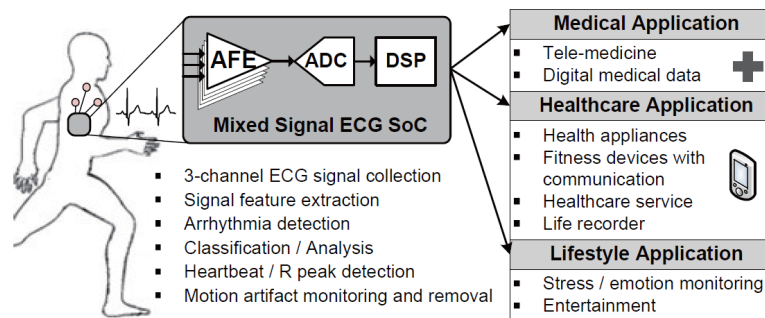 AFE
ADC
DSP
Mixed Signal ECG SoC
▪ 3-channel ECG signal collection
▪ Signal feature extraction
▪ Arrhythmia detection
▪ Classification / Analysis
▪ Heartbeat / R peak detection
▪ Motion artifact monitoring and removal
Medical Application
▪ Tele-medicine
▪ Digital medical data
Healthcare Application
▪ Health appliances
▪ Fitness devices with
communication
▪ Healthcare service
▪ Life recorder
Lifestyle Application
▪ Stress / emotion monitoring
▪ Entertainment